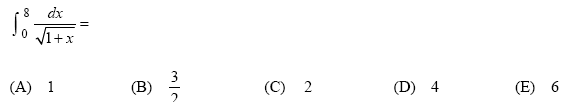 ∫₀⁸ dx/√(1+x) =
(A) 1 (B) 3/2 (C) 2 (D) 4 (E) 6